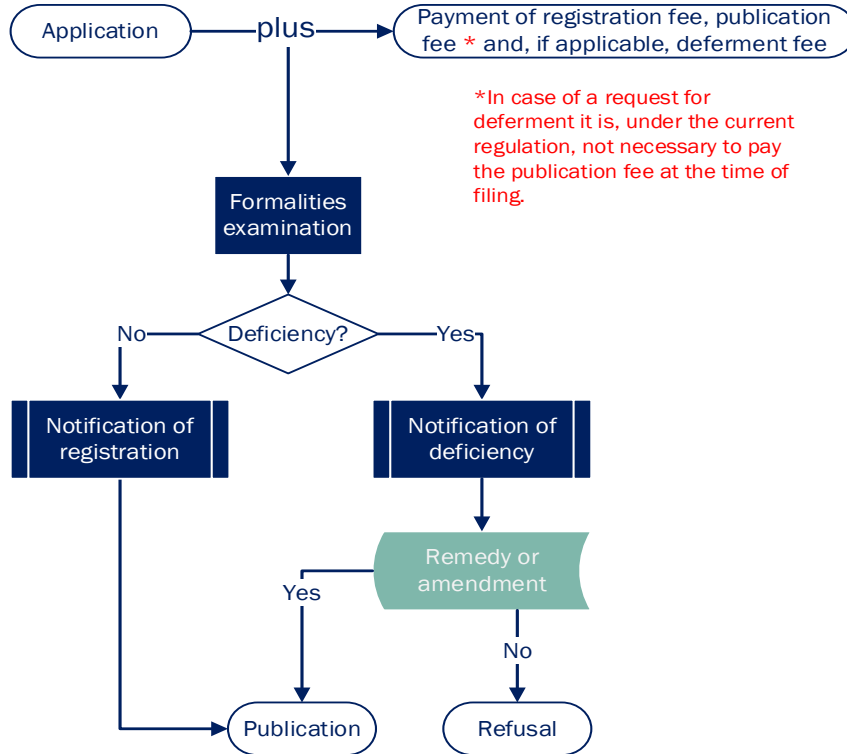 Application
plus
Payment of registration fee, publication
fee * and, if applicable, deferment fee
*In case of a request for
deferment it is, under the current
regulation, not necessary to pay
the publication fee at the time of
filing.
Formalities
examination
No
Deficiency?
Yes
Notification of
registration
Notification of
deficiency
Remedy or
amendment
Yes
No
Publication
Refusal